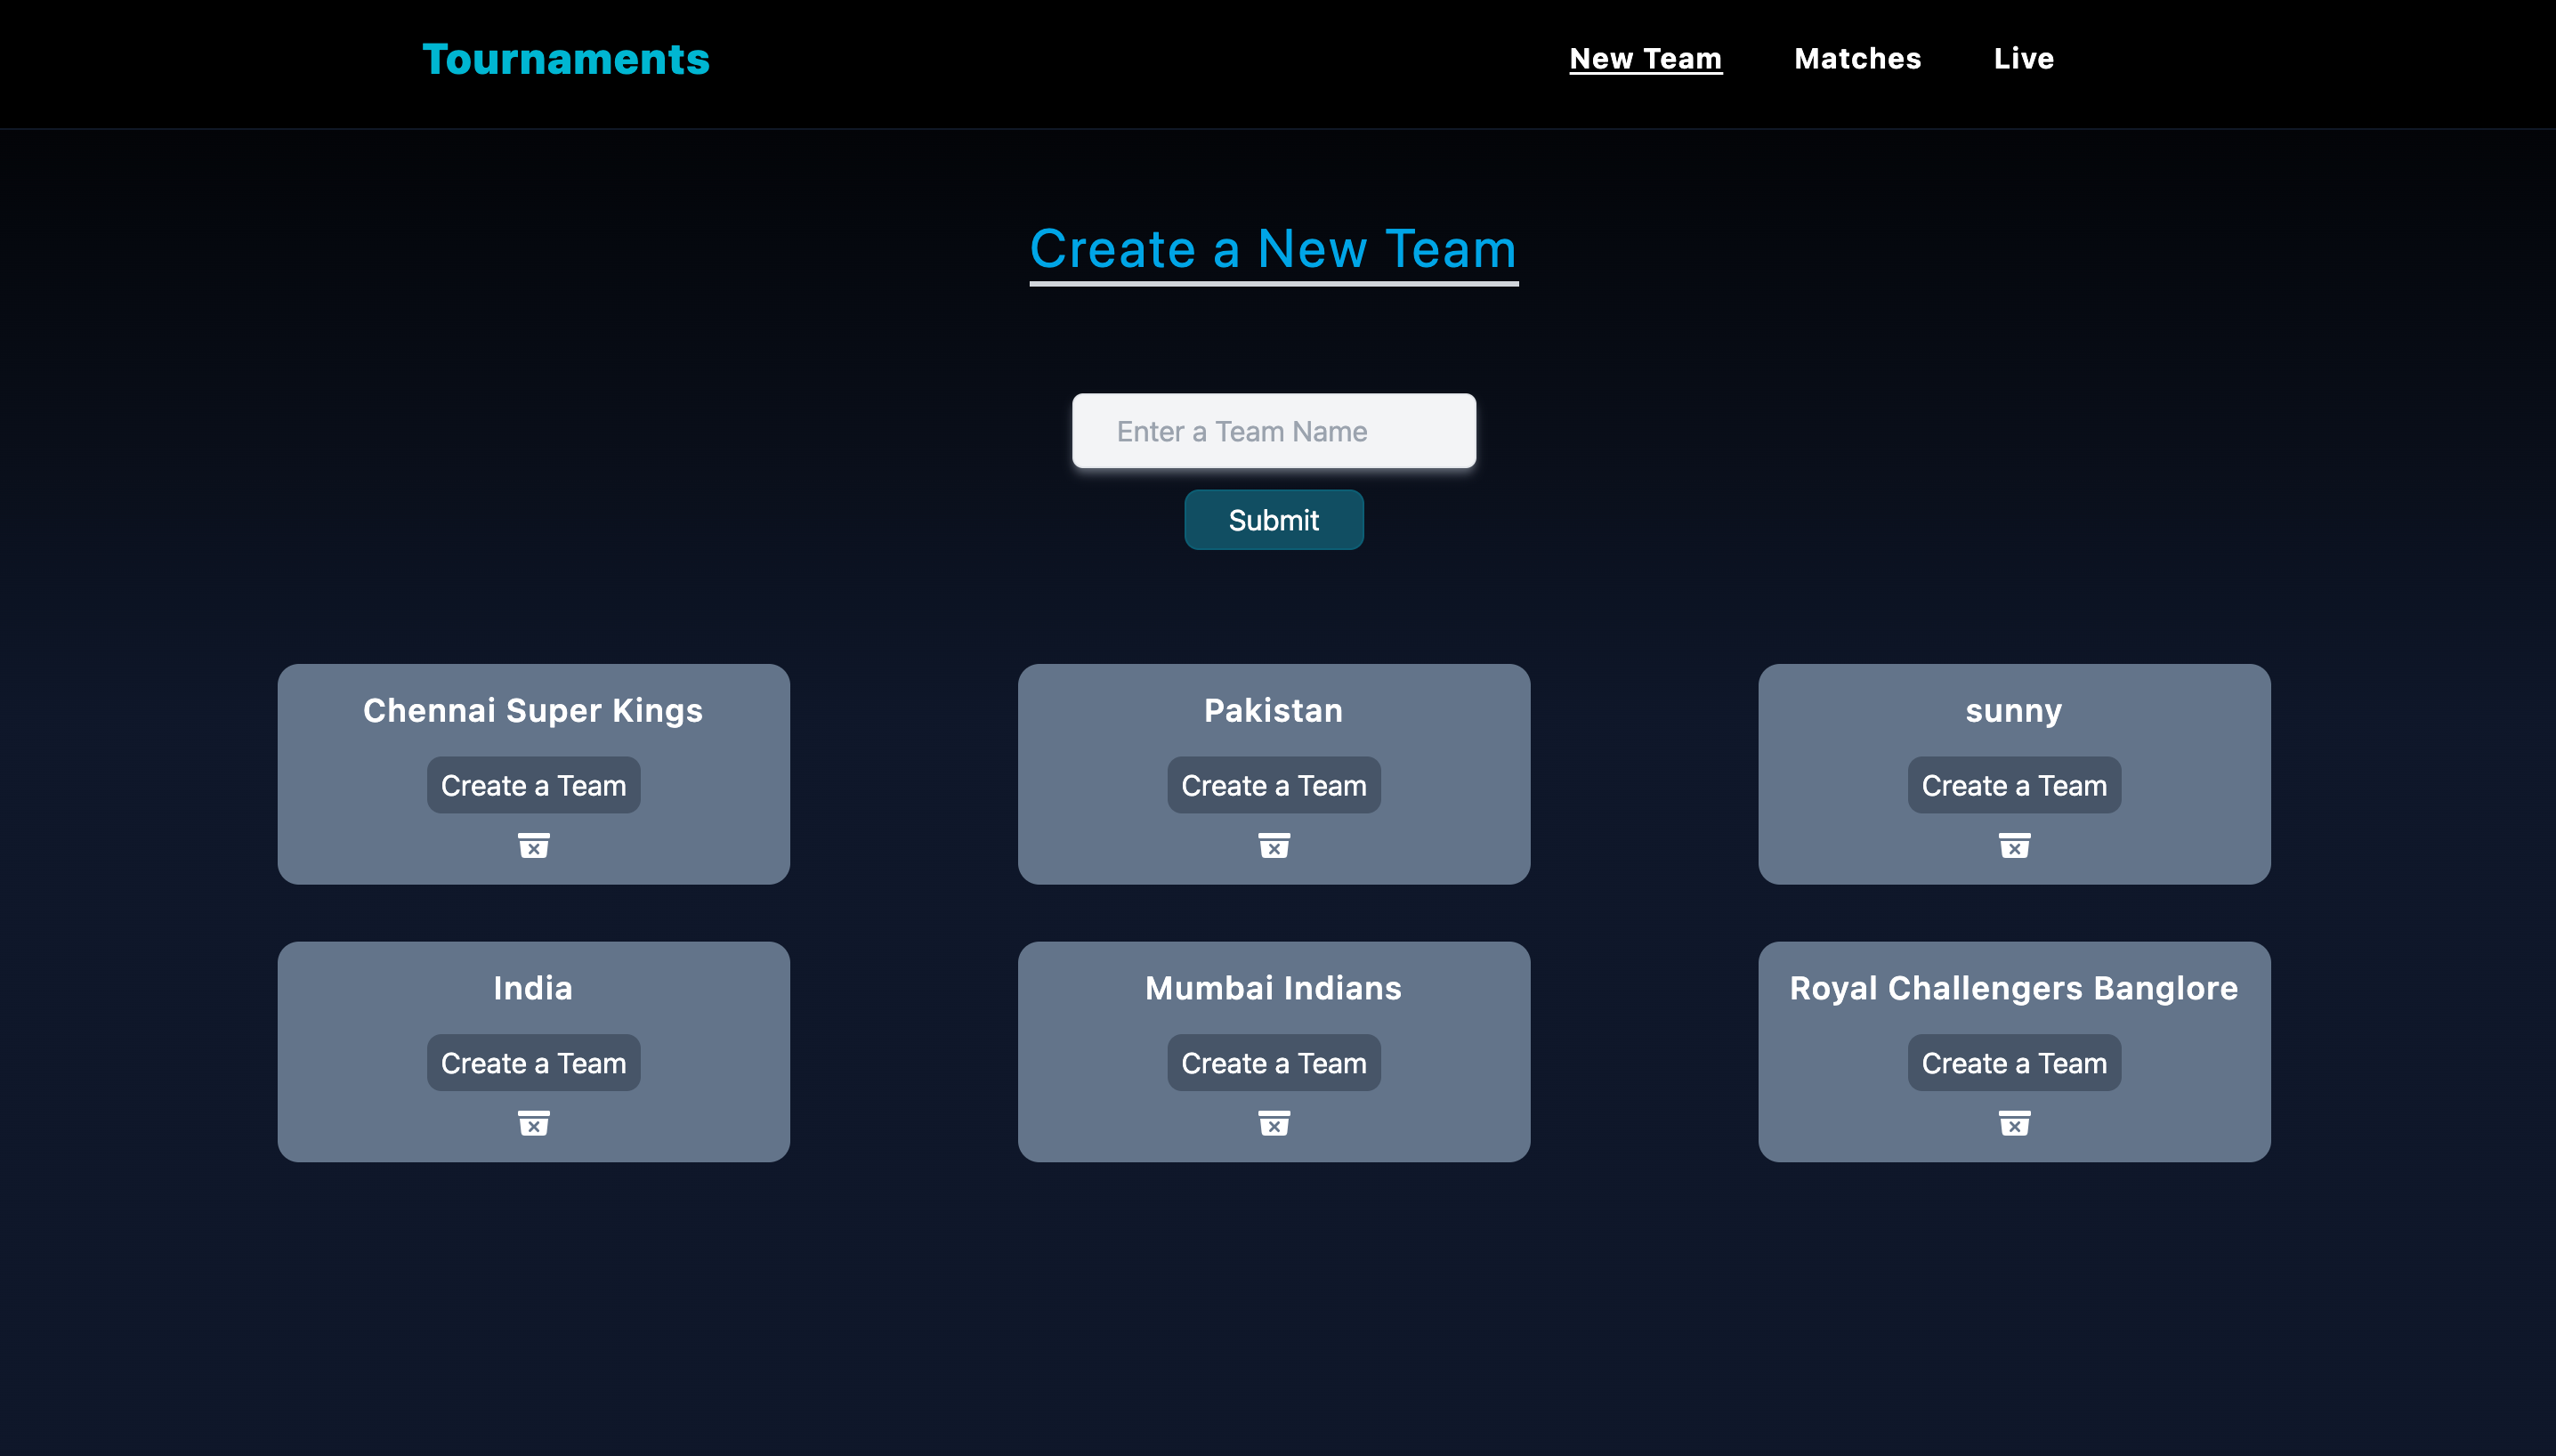 Tournaments
New Team
Matches
Live
Create a New Team
Enter a Team Name
Submit
Chennai Super Kings
Create a Team
Pakistan
Create a Team
sunny
Create a Team
India
Create a Team
Mumbai Indians
Create a Team
Royal Challengers Banglore
Create a Team